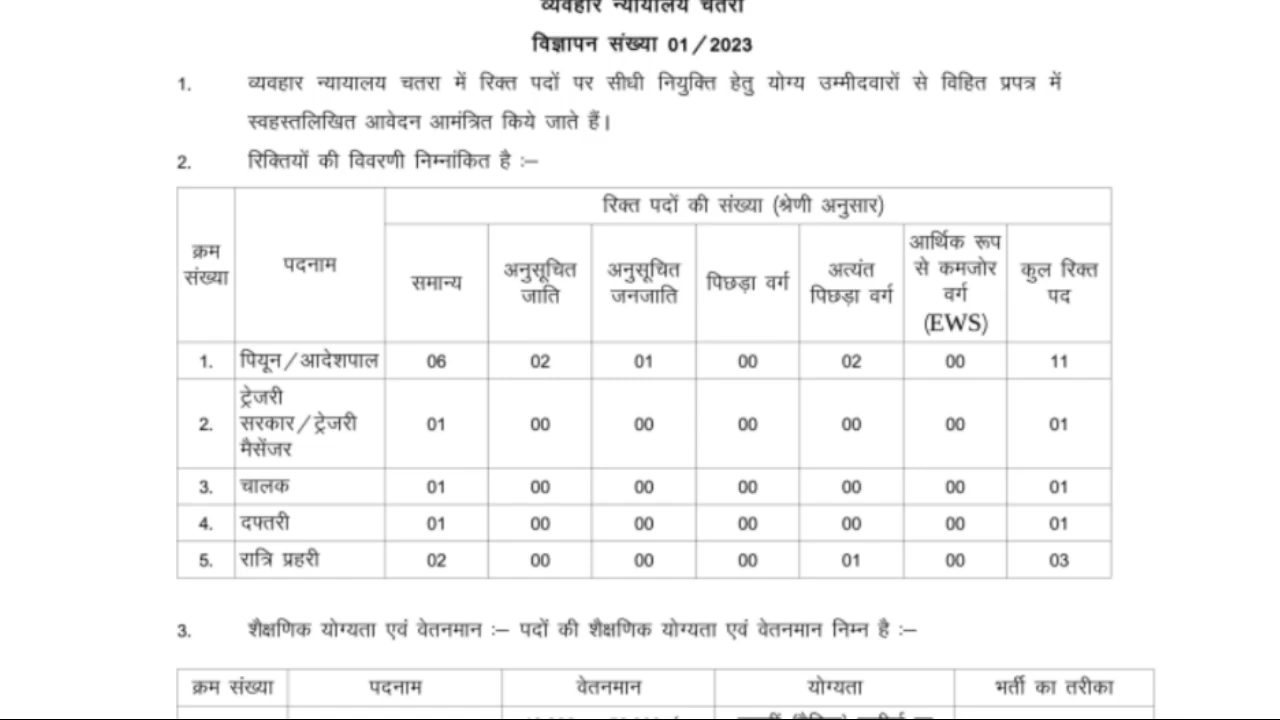 व्यवहार न्यायालय चतरा
विज्ञापन संख्या 01/2023
1. व्यवहार न्यायालय चतरा में रिक्त पदों पर सीधी नियुक्ति हेतु योग्य उम्मीदवारों से विहित प्रपत्र में
स्वहस्तलिखित आवेदन आमंत्रित किये जाते हैं।
2. रिक्तियों की विवरणी निम्नांकित है :–
क्रम संख्या पदनाम रिक्त पदों की संख्या (श्रेणी अनुसार)
समान्य अनुसूचित जाति अनुसूचित जनजाति पिछड़ा वर्ग अत्यंत पिछड़ा वर्ग आर्थिक रूप से कमजोर वर्ग (EWS) कुल रिक्त पद
1. पियून/आदेशपाल 06 02 01 00 02 00 11
2. ट्रेजरी सरकार/ट्रेजरी मैसेंजर 01 00 00 00 00 00 01
3. चालक 01 00 00 00 00 00 01
4. दफ्तरी 01 00 00 00 00 00 01
5. रात्रि प्रहरी 02 00 00 00 01 00 03
3. शैक्षणिक योग्यता एवं वेतनमान :– पदों की शैक्षणिक योग्यता एवं वेतनमान निम्न है :–
क्रम संख्या पदनाम वेतनमान योग्यता भर्ती का तरीका